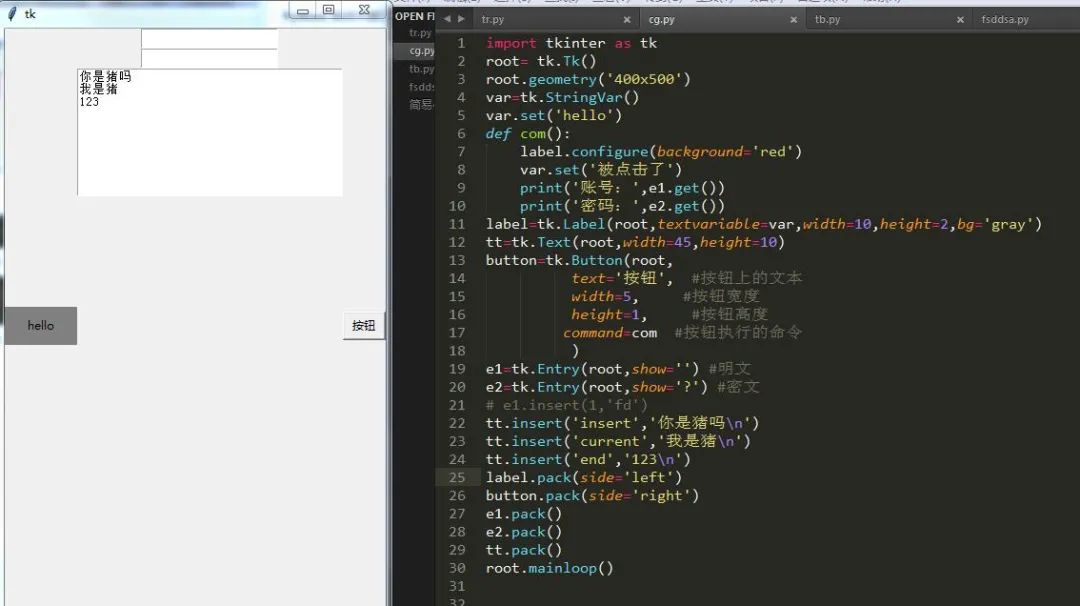 tk
你是猪吗
我是猪
123
hello
按钮
OPEN FI
tr.py
cg.py
tb.py
fsdds
简易
tr.py
cg.py
tb.py
fsddsa.py
1 import tkinter as tk
2 root= tk.Tk()
3 root.geometry('400x500')
4 var=tk.StringVar()
5 var.set('hello')
6 def com():
7 label.configure(background='red')
8 var.set('被点击了')
9 print('账号：',e1.get())
10 print('密码：',e2.get())
11 label=tk.Label(root,textvariable=var,width=10,height=2,bg='gray')
12 tt=tk.Text(root,width=45,height=10)
13 button=tk.Button(root,
14 text='按钮', #按钮上的文本
15 width=5, #按钮宽度
16 height=1, #按钮高度
17 command=com #按钮执行的命令
18 )
19 e1=tk.Entry(root,show='') #明文
20 e2=tk.Entry(root,show='?') #密文
21 # e1.insert(1,'fd')
22 tt.insert('insert','你是猪吗\n')
23 tt.insert('current','我是猪\n')
24 tt.insert('end','123\n')
25 label.pack(side='left')
26 button.pack(side='right')
27 e1.pack()
28 e2.pack()
29 tt.pack()
30 root.mainloop()
31
32